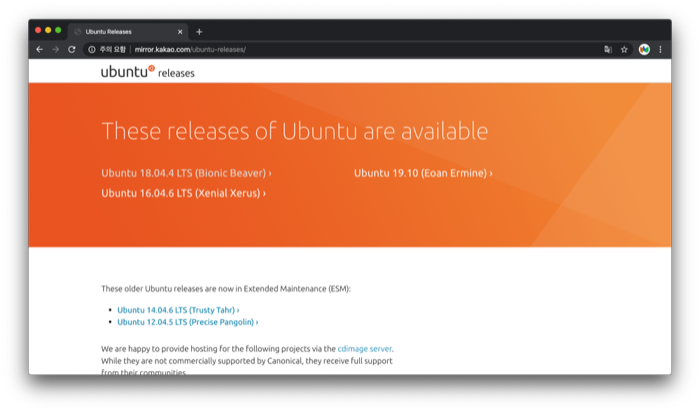 Ubuntu Releases
주의 요함 | mirror.kakao.com/ubuntu-releases/
ubuntu releases
These releases of Ubuntu are available
Ubuntu 18.04.4 LTS (Bionic Beaver) ›
Ubuntu 19.10 (Eoan Ermine) ›
Ubuntu 16.04.6 LTS (Xenial Xerus) ›
These older Ubuntu releases are now in Extended Maintenance (ESM):
• Ubuntu 14.04.6 LTS (Trusty Tahr) ›
• Ubuntu 12.04.5 LTS (Precise Pangolin) ›
We are happy to provide hosting for the following projects via the cdimage server.
While they are not commercially supported by Canonical, they receive full support
from their communities